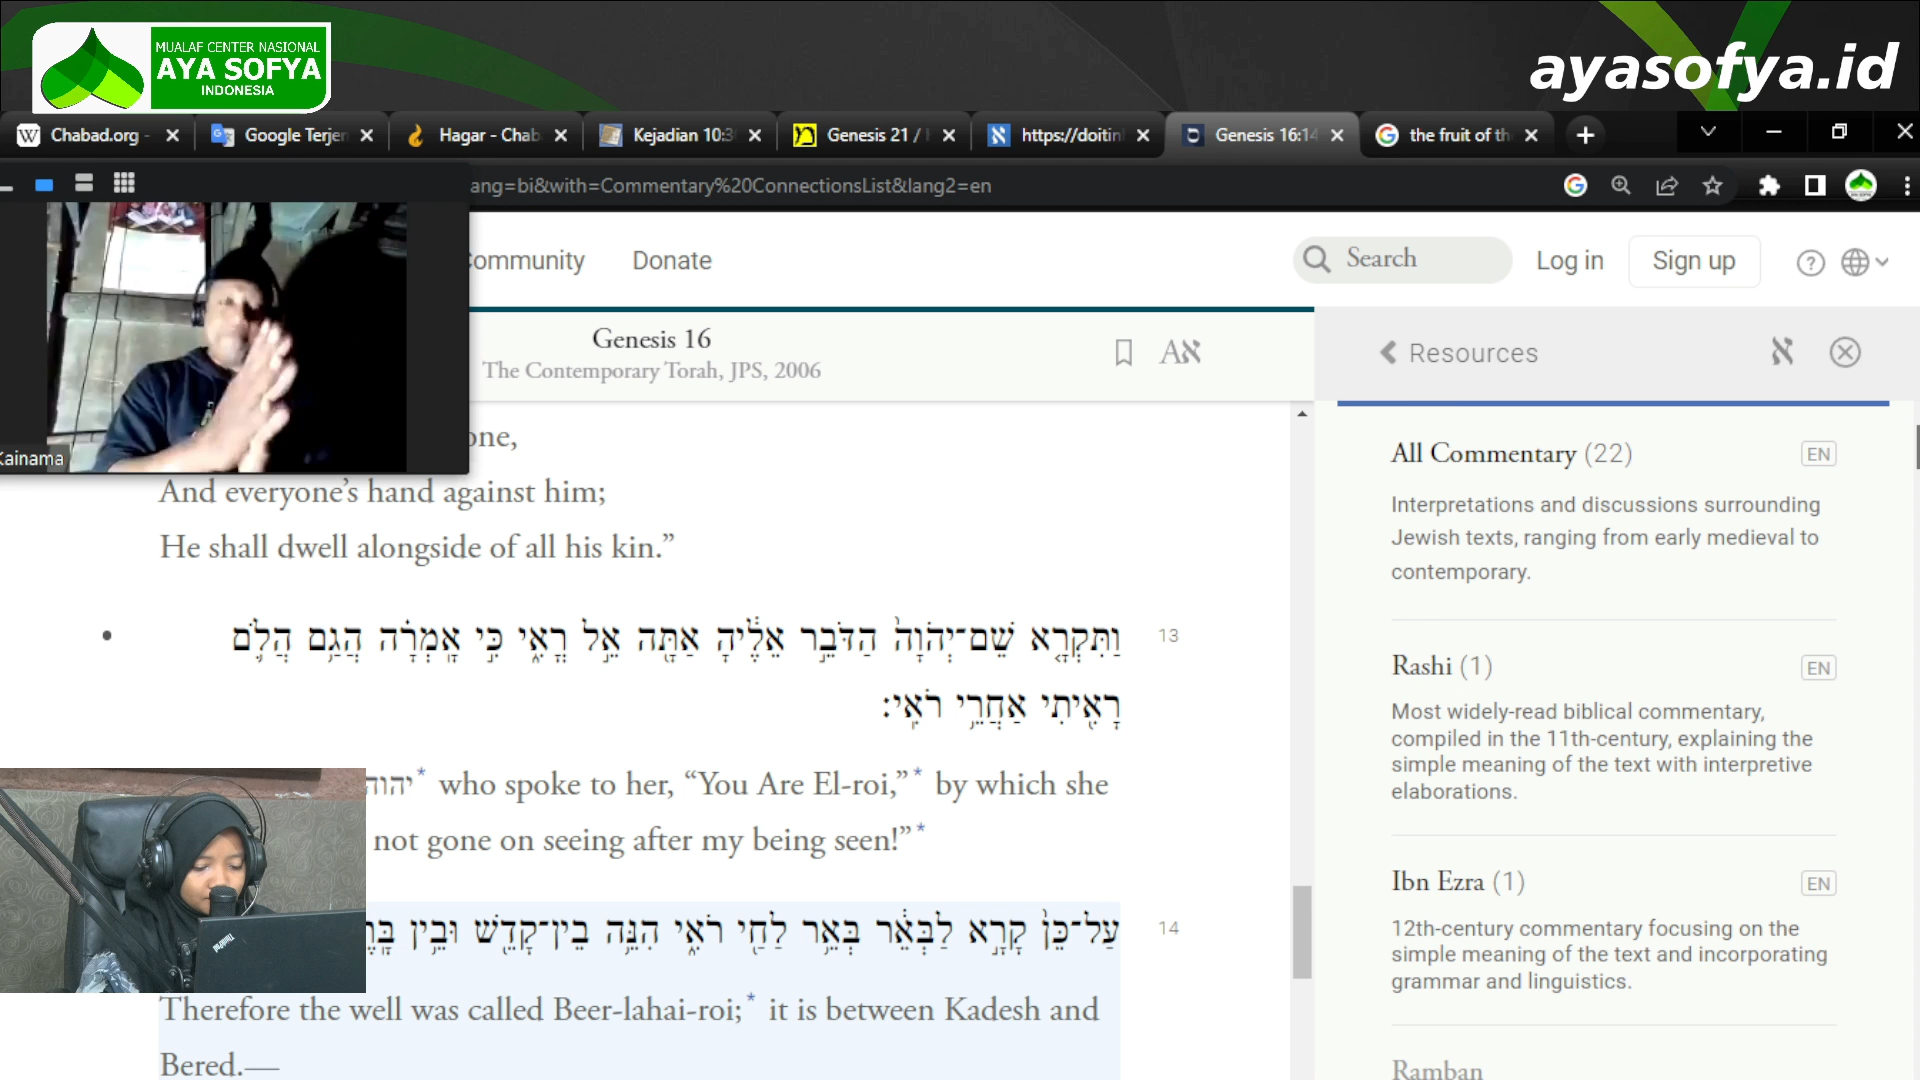 MUALAF CENTER NASIONAL
AYA SOFYA
INDONESIA
ayasofya.id
Chabad.org -
Google Terjem
Hagar - Chab
Kejadian 10:3
Genesis 21 /
https://doitin
Genesis 16:14
the fruit of th
ang=bi&with=Commentary%20ConnectionsList&lang2=en
Community
Donate
Search
Log in
Sign up
Genesis 16
The Contemporary Torah, JPS, 2006
Aא
Resources
Kainama
one,
And everyone’s hand against him;
He shall dwell alongside of all his kin.”
13
וַתִּקְרָ֤א שֵׁם־יְהֹוָה֙ הַדֹּבֵ֣ר אֵלֶ֔יהָ אַתָּ֖ה אֵ֣ל רֳאִ֑י כִּ֣י אָֽמְרָ֗ה הֲגַ֥ם הֲלֹ֛ם
רָאִ֖יתִי אַחֲרֵ֥י רֹאִֽי׃
יהוה* who spoke to her, “You Are El-roi,”* by which she
not gone on seeing after my being seen!”*
14
עַל־כֵּן֙ קָרָ֣א לַבְּאֵ֔ר בְּאֵ֥ר לַחַ֖י רֹאִ֑י הִנֵּ֥ה בֵין־קָדֵ֖שׁ וּבֵ֥ין
Therefore the well was called Beer-lahai-roi;* it is between Kadesh and
Bered.—
All Commentary (22)
EN
Interpretations and discussions surrounding
Jewish texts, ranging from early medieval to
contemporary.
Rashi (1)
EN
Most widely-read biblical commentary,
compiled in the 11th-century, explaining the
simple meaning of the text with interpretive
elaborations.
Ibn Ezra (1)
EN
12th-century commentary focusing on the
simple meaning of the text and incorporating
grammar and linguistics.
Ramban